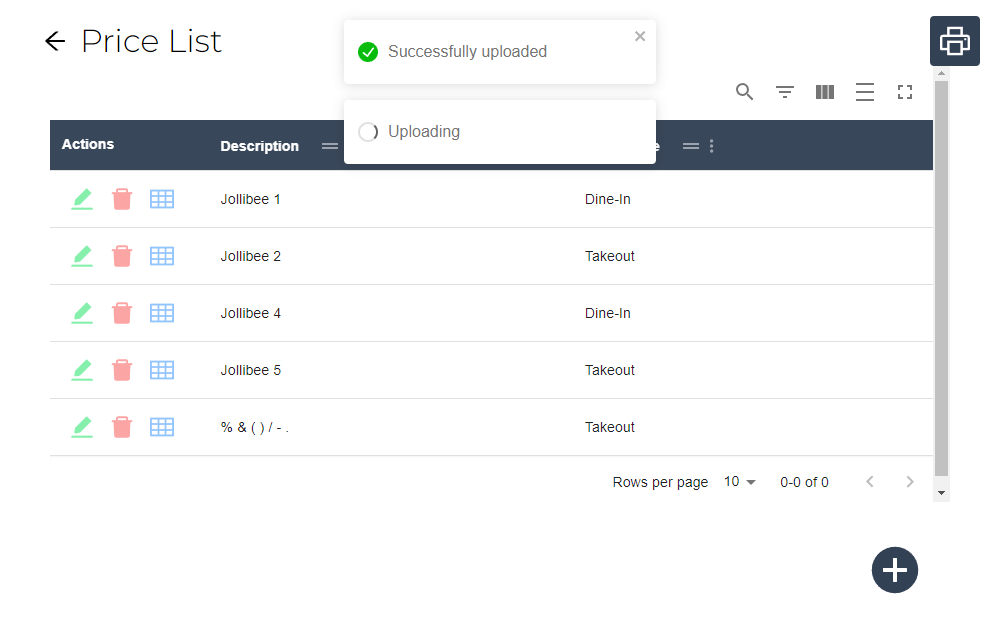 Price List
Successfully uploaded
Uploading
Actions
Description
e
Jollibee 1 Dine-In
Jollibee 2 Takeout
Jollibee 4 Dine-In
Jollibee 5 Takeout
% & ( ) / - . Takeout
Rows per page 10 0-0 of 0